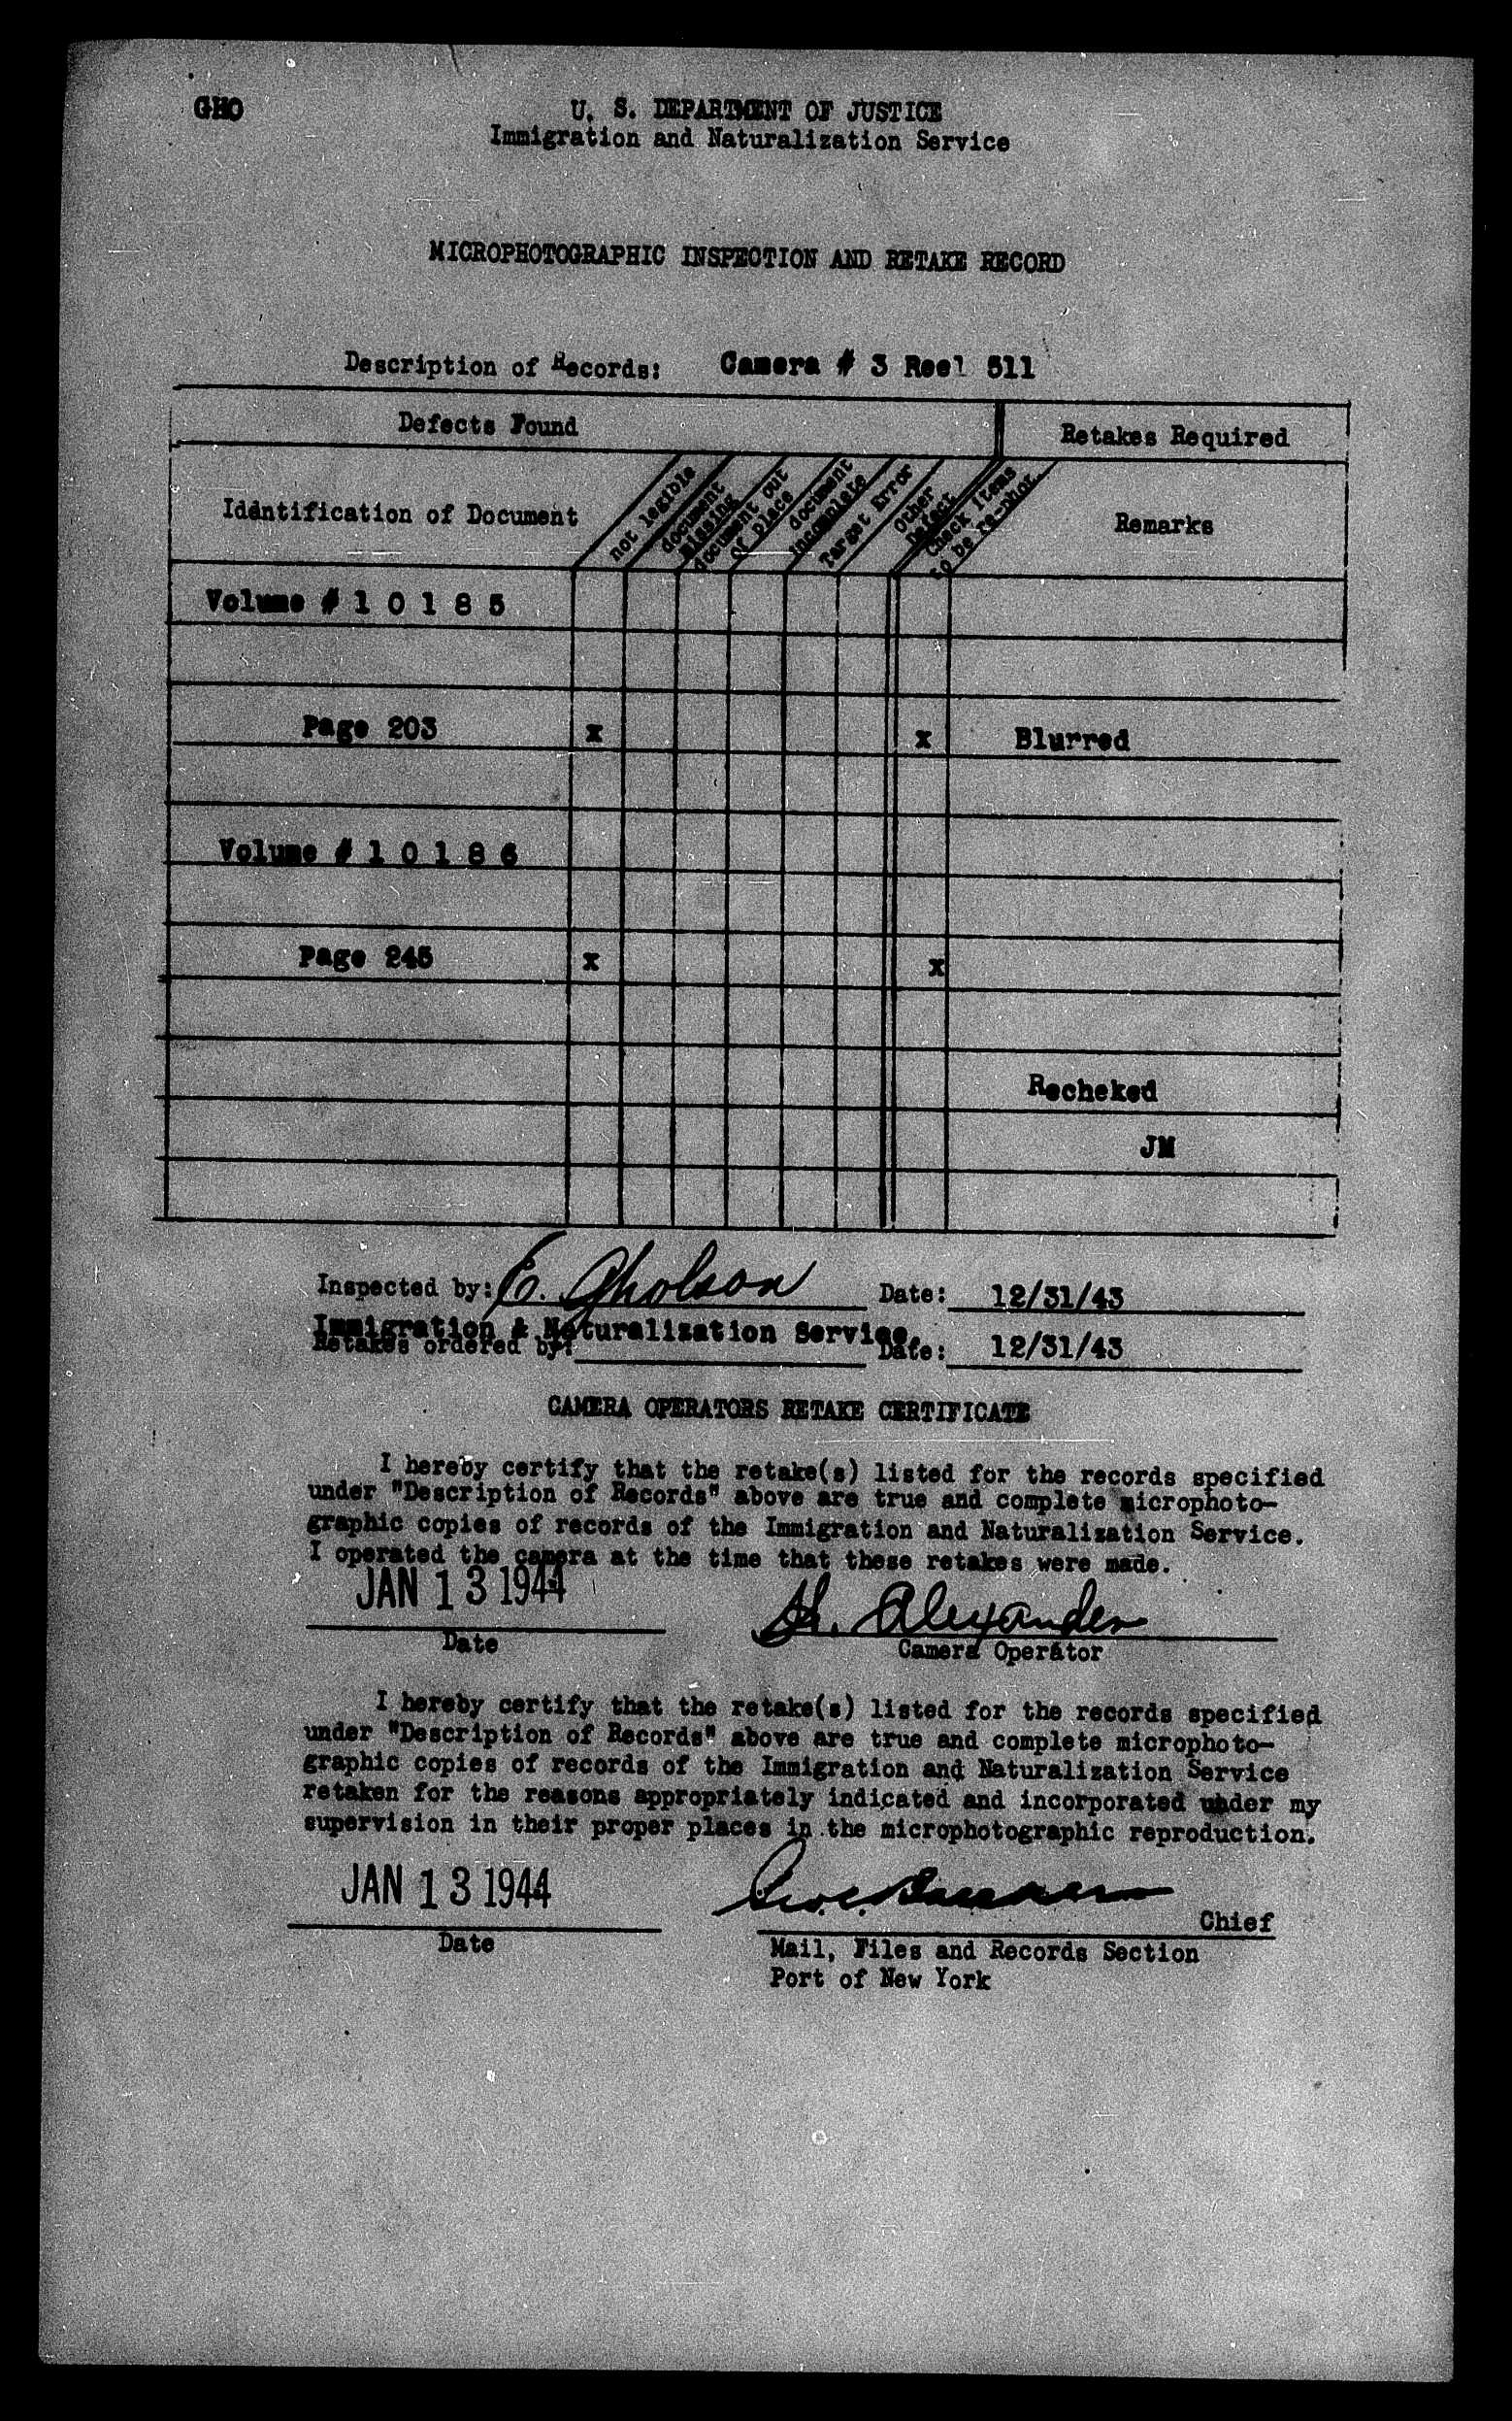 GHO
U. S. DEPARTMENT OF JUSTICE
Immigration and Naturalization Service
MICROPHOTOGRAPHIC INSPECTION AND RETAKE RECORD
Description of Records: Camera # 3 Reel 511
Defects Found
Retakes Required
Identification of Document
not legible
document missing
document out of place
document incomplete
Target Error
Other Defect
Check items to be re-phot.
Remarks
Volume # 1 0 1 8 5
Page 203 x x Blurred
Volume # 1 0 1 8 6
Page 245 x x
Recheked
JM
Inspected by: E. Gholson Date: 12/31/43
Immigration & Naturalization Service.
Retakes ordered by: Date: 12/31/43
CAMERA OPERATORS RETAKE CERTIFICATE
I hereby certify that the retake(s) listed for the records specified
under "Description of Records" above are true and complete microphoto-
graphic copies of records of the Immigration and Naturalization Service.
I operated the camera at the time that these retakes were made.
JAN 13 1944 H. Alexander
Date Camera Operator
I hereby certify that the retake(s) listed for the records specified
under "Description of Records" above are true and complete microphoto-
graphic copies of records of the Immigration and Naturalization Service
retaken for the reasons appropriately indicated and incorporated under my
supervision in their proper places in the microphotographic reproduction.
JAN 13 1944
Chief
Date
Mail, Files and Records Section
Port of New York